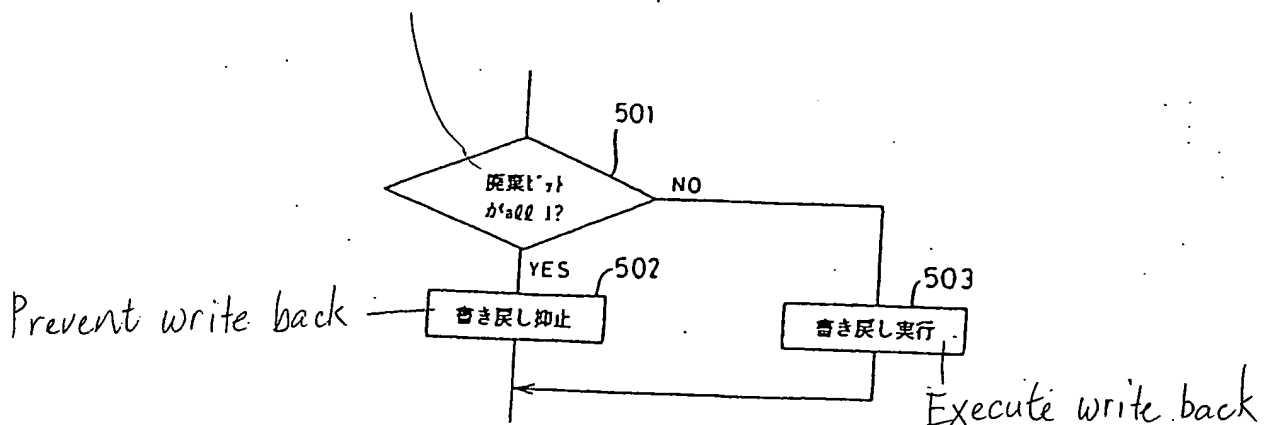 501
廃棄ビット
がall 1?
NO
YES
502
503
Prevent write back
書き戻し抑止
書き戻し実行
Execute write back